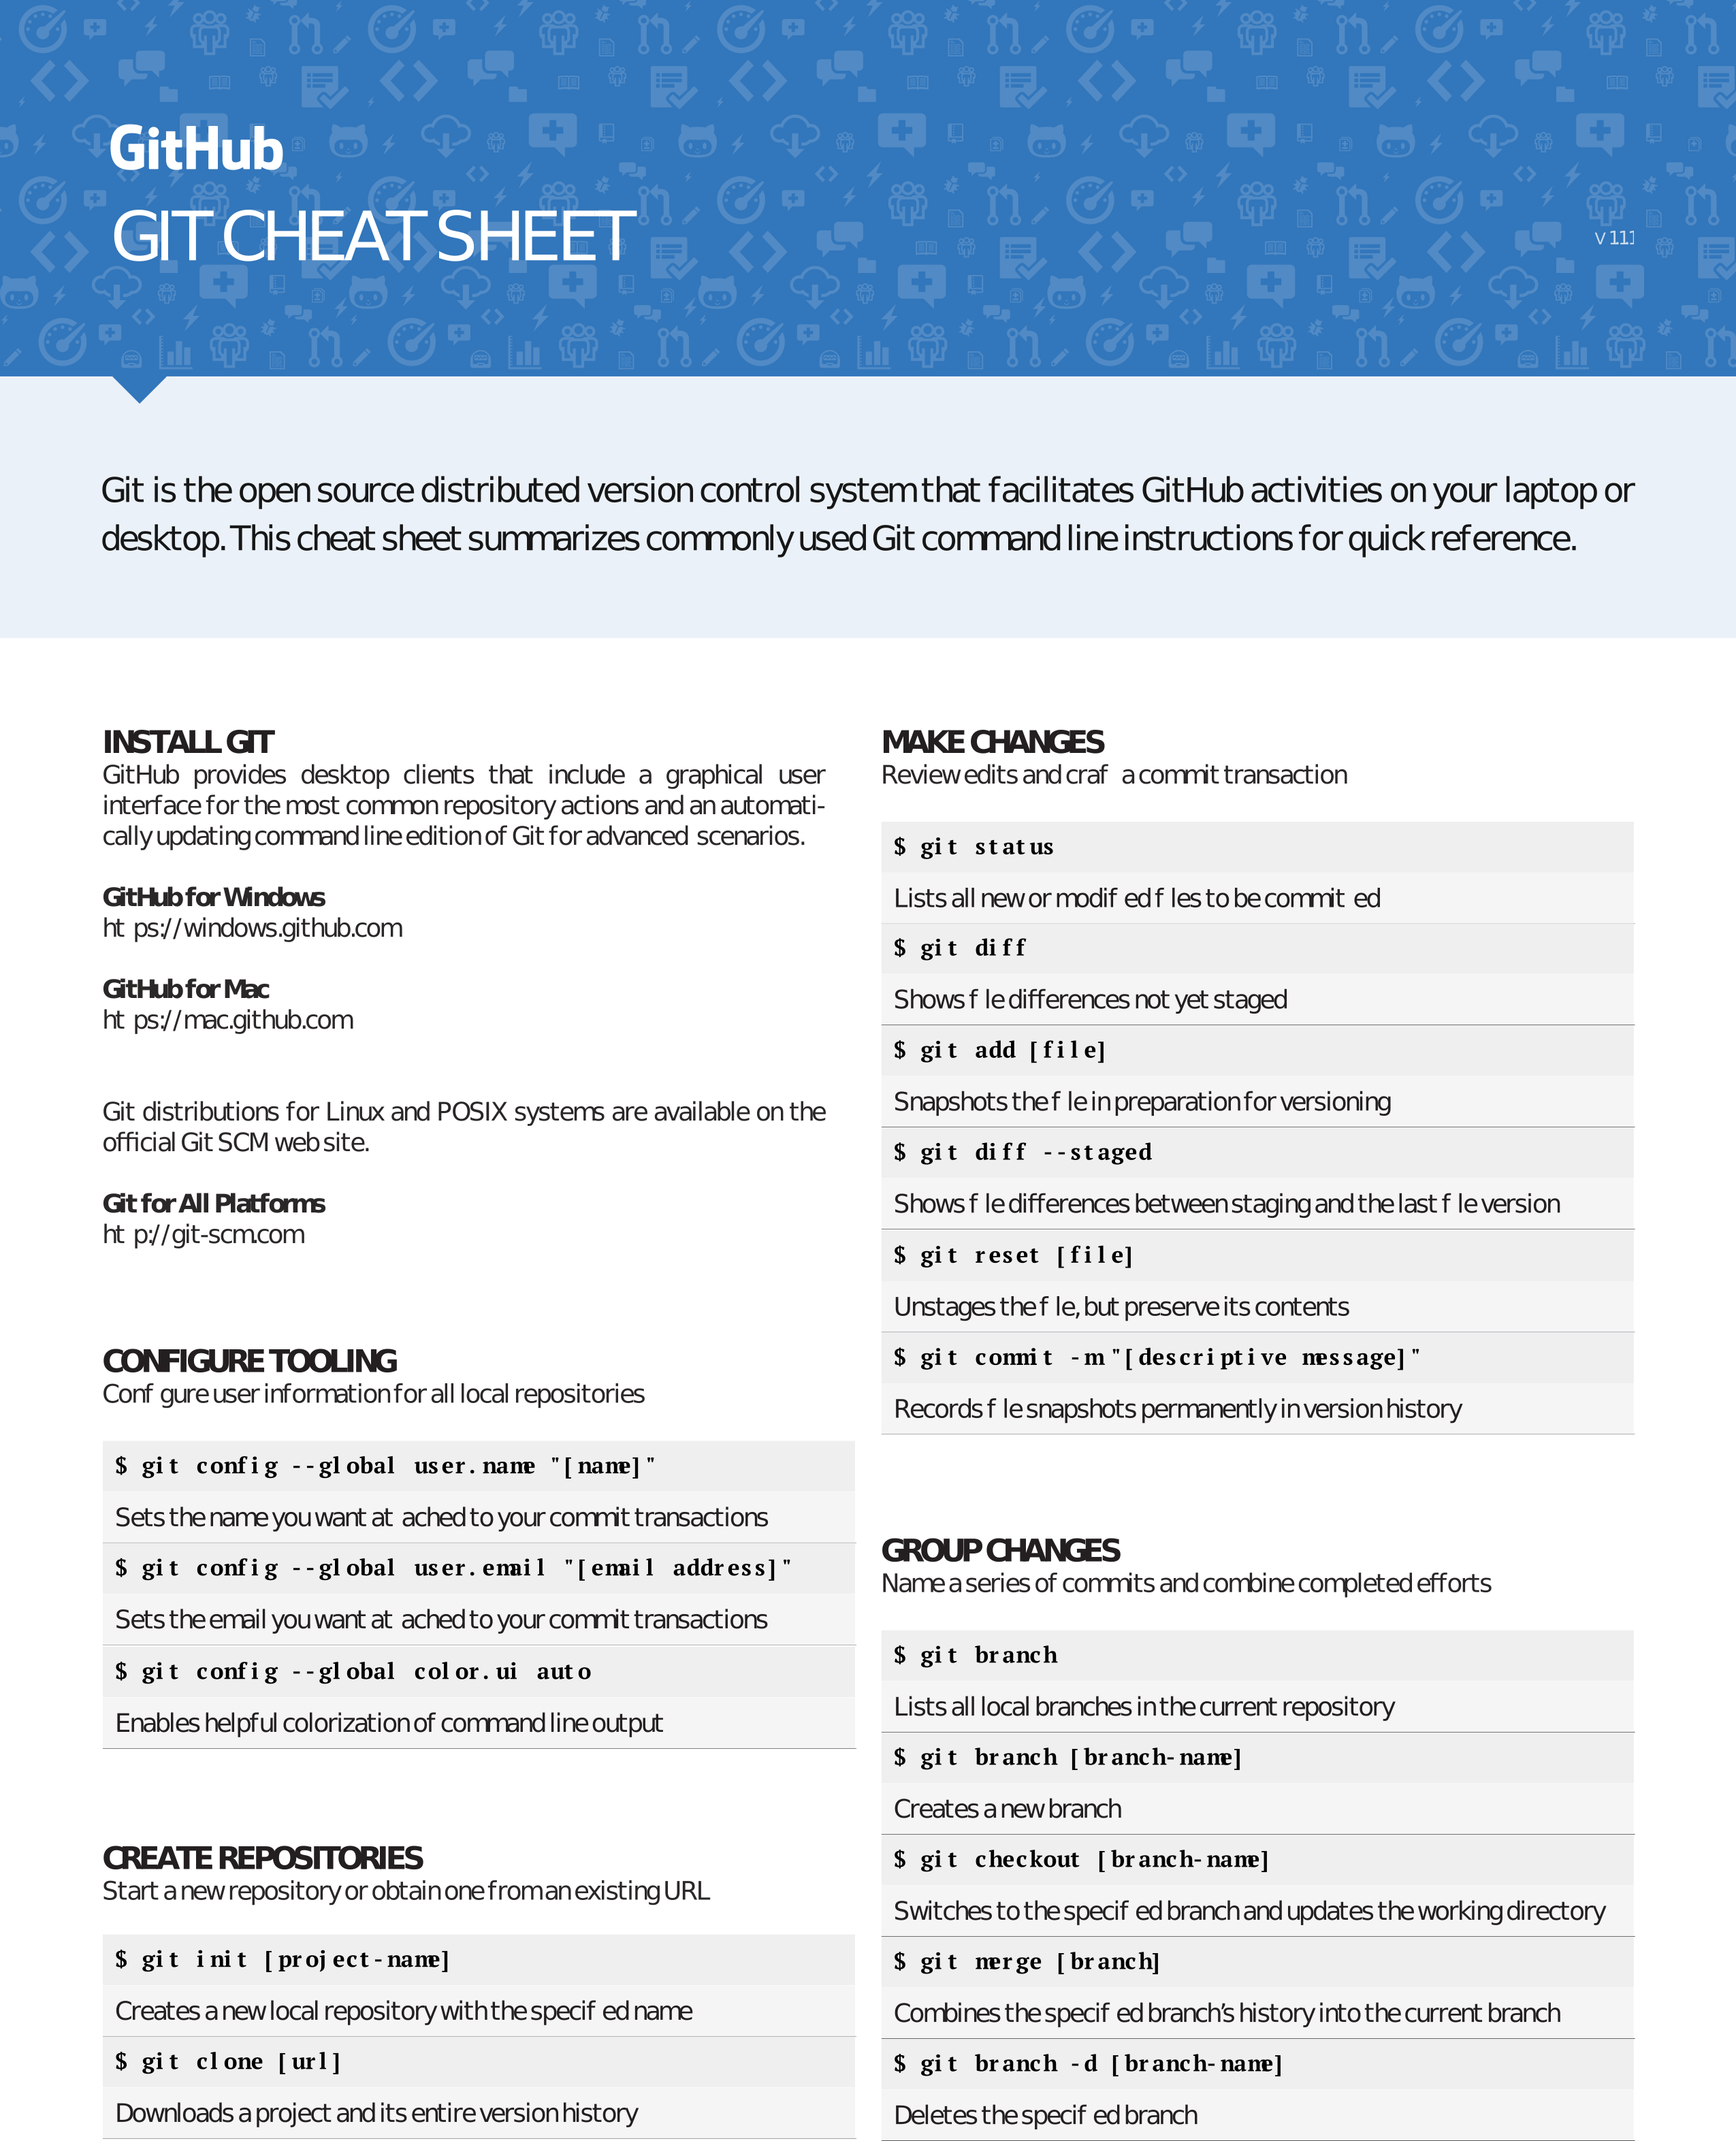 GitHub
GIT CHEAT SHEET
V 1.1.1
Git is the open source distributed version control system that facilitates GitHub activities on your laptop or
desktop. This cheat sheet summarizes commonly used Git command line instructions for quick reference.
INSTALL GIT
GitHub provides desktop clients that include a graphical user
interface for the most common repository actions and an automati-
cally updating command line edition of Git for advanced scenarios.
GitHub for Windows
ht ps://windows.github.com
GitHub for Mac
ht ps://mac.github.com
Git distributions for Linux and POSIX systems are available on the
official Git SCM web site.
Git for All Platforms
ht p://git-scm.com
CONFIGURE TOOLING
Conf gure user information for all local repositories
$ git config --global user.name "[name]"
Sets the name you want at ached to your commit transactions
$ git config --global user.email "[email address]"
Sets the email you want at ached to your commit transactions
$ git config --global color.ui auto
Enables helpful colorization of command line output
CREATE REPOSITORIES
Start a new repository or obtain one from an existing URL
$ git init [project-name]
Creates a new local repository with the specif ed name
$ git clone [url]
Downloads a project and its entire version history
MAKE CHANGES
Review edits and craf a commit transaction
$ git status
Lists all new or modif ed f les to be commit ed
$ git diff
Shows f le differences not yet staged
$ git add [file]
Snapshots the f le in preparation for versioning
$ git diff --staged
Shows f le differences between staging and the last f le version
$ git reset [file]
Unstages the f le, but preserve its contents
$ git commit -m "[descriptive message]"
Records f le snapshots permanently in version history
GROUP CHANGES
Name a series of commits and combine completed efforts
$ git branch
Lists all local branches in the current repository
$ git branch [branch-name]
Creates a new branch
$ git checkout [branch-name]
Switches to the specif ed branch and updates the working directory
$ git merge [branch]
Combines the specif ed branch’s history into the current branch
$ git branch -d [branch-name]
Deletes the specif ed branch